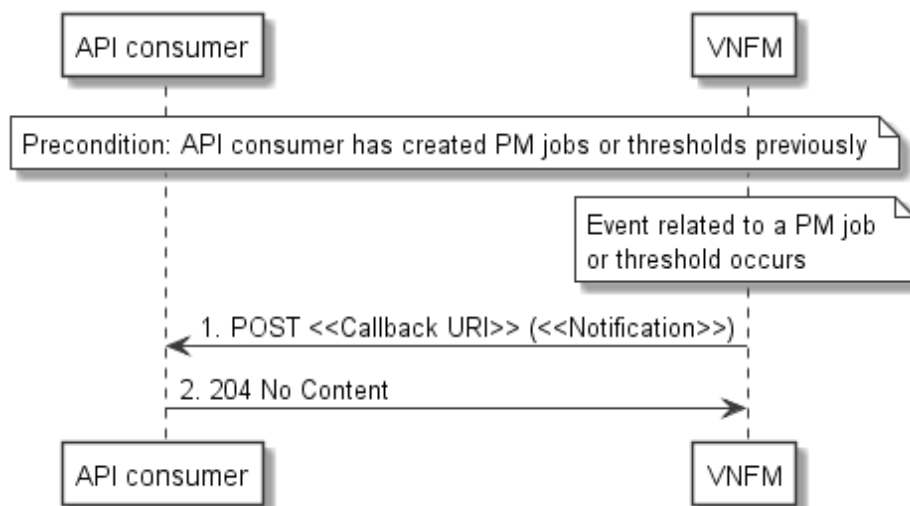 API consumer
VNFM
Precondition: API consumer has created PM jobs or thresholds previously
Event related to a PM job
or threshold occurs
1. POST <<Callback URI>> (<<Notification>>)
2. 204 No Content
API consumer
VNFM